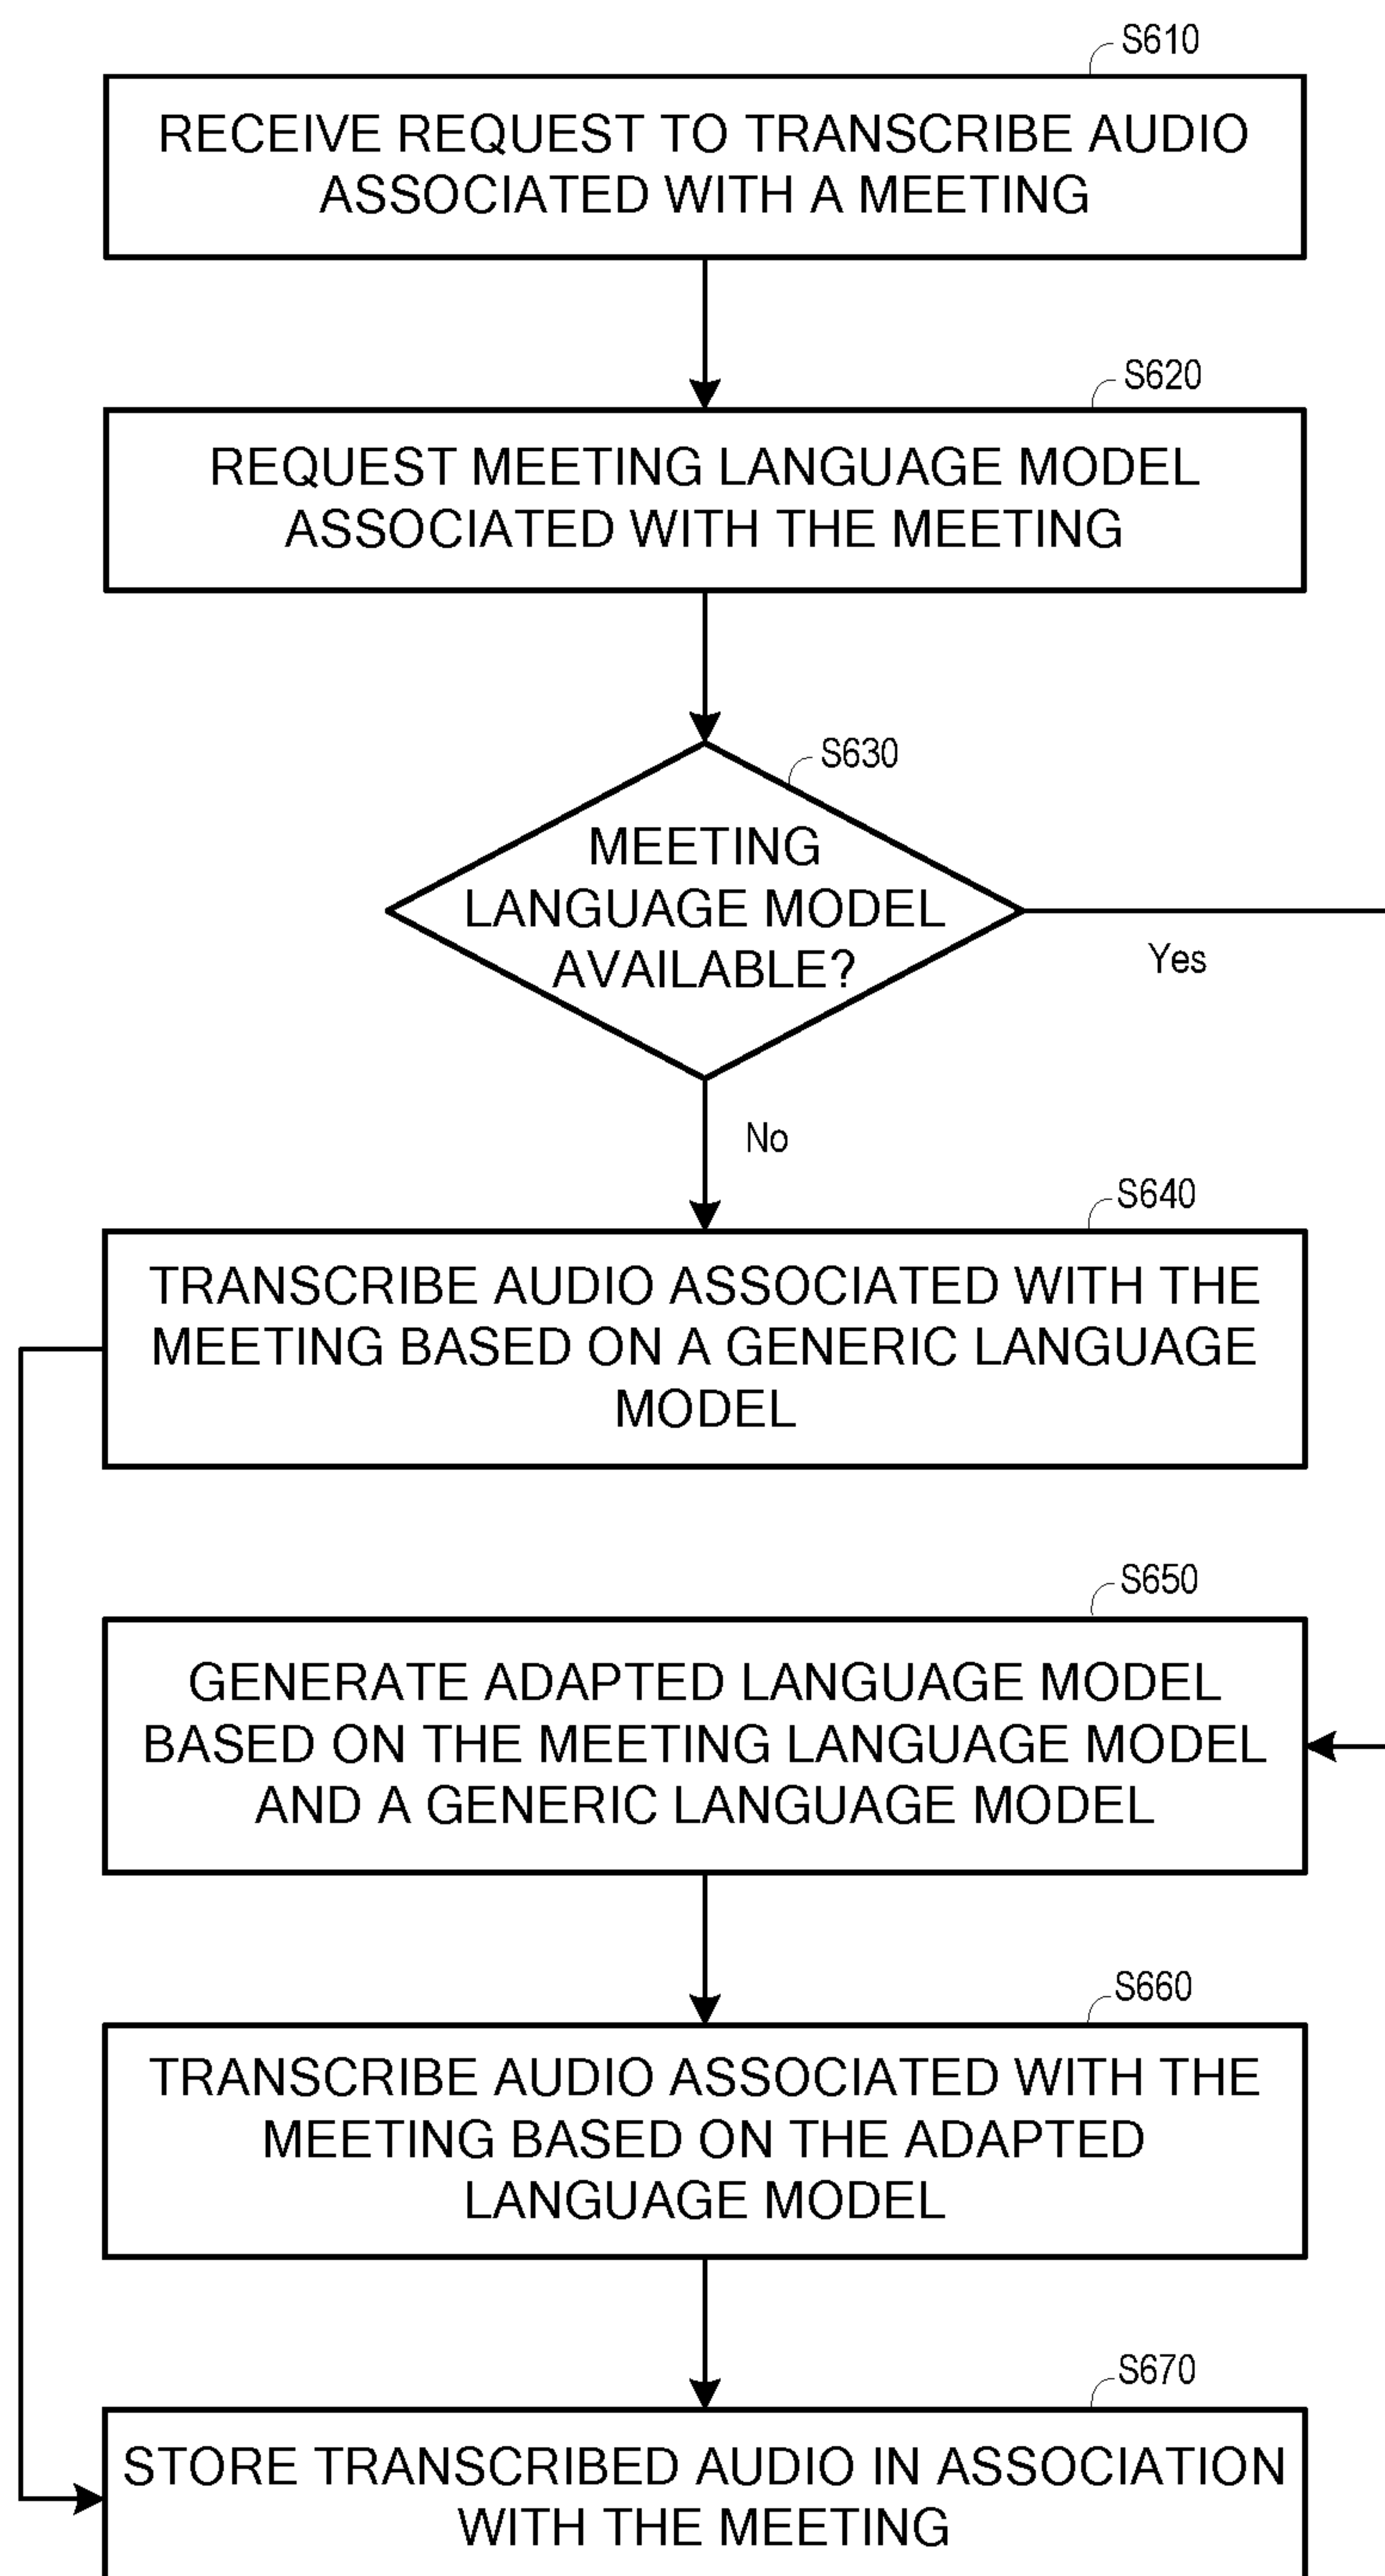 S610
RECEIVE REQUEST TO TRANSCRIBE AUDIO
ASSOCIATED WITH A MEETING
S620
REQUEST MEETING LANGUAGE MODEL
ASSOCIATED WITH THE MEETING
S630
MEETING
LANGUAGE MODEL
AVAILABLE?
Yes
No
S640
TRANSCRIBE AUDIO ASSOCIATED WITH THE
MEETING BASED ON A GENERIC LANGUAGE
MODEL
S650
GENERATE ADAPTED LANGUAGE MODEL
BASED ON THE MEETING LANGUAGE MODEL
AND A GENERIC LANGUAGE MODEL
S660
TRANSCRIBE AUDIO ASSOCIATED WITH THE
MEETING BASED ON THE ADAPTED
LANGUAGE MODEL
S670
STORE TRANSCRIBED AUDIO IN ASSOCIATION
WITH THE MEETING